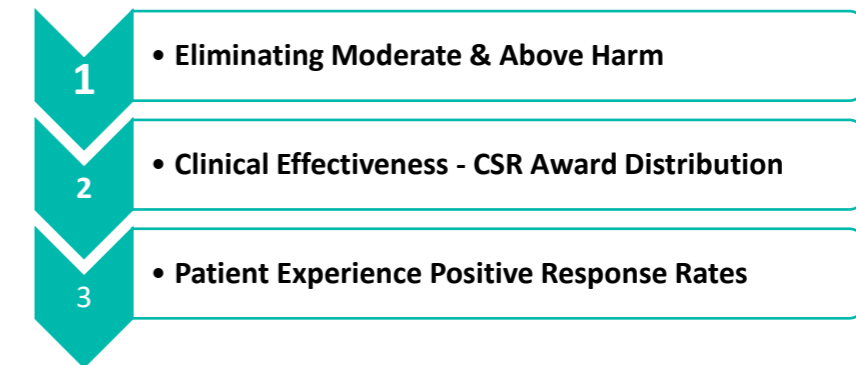 1
• Eliminating Moderate & Above Harm
2
• Clinical Effectiveness - CSR Award Distribution
3
• Patient Experience Positive Response Rates